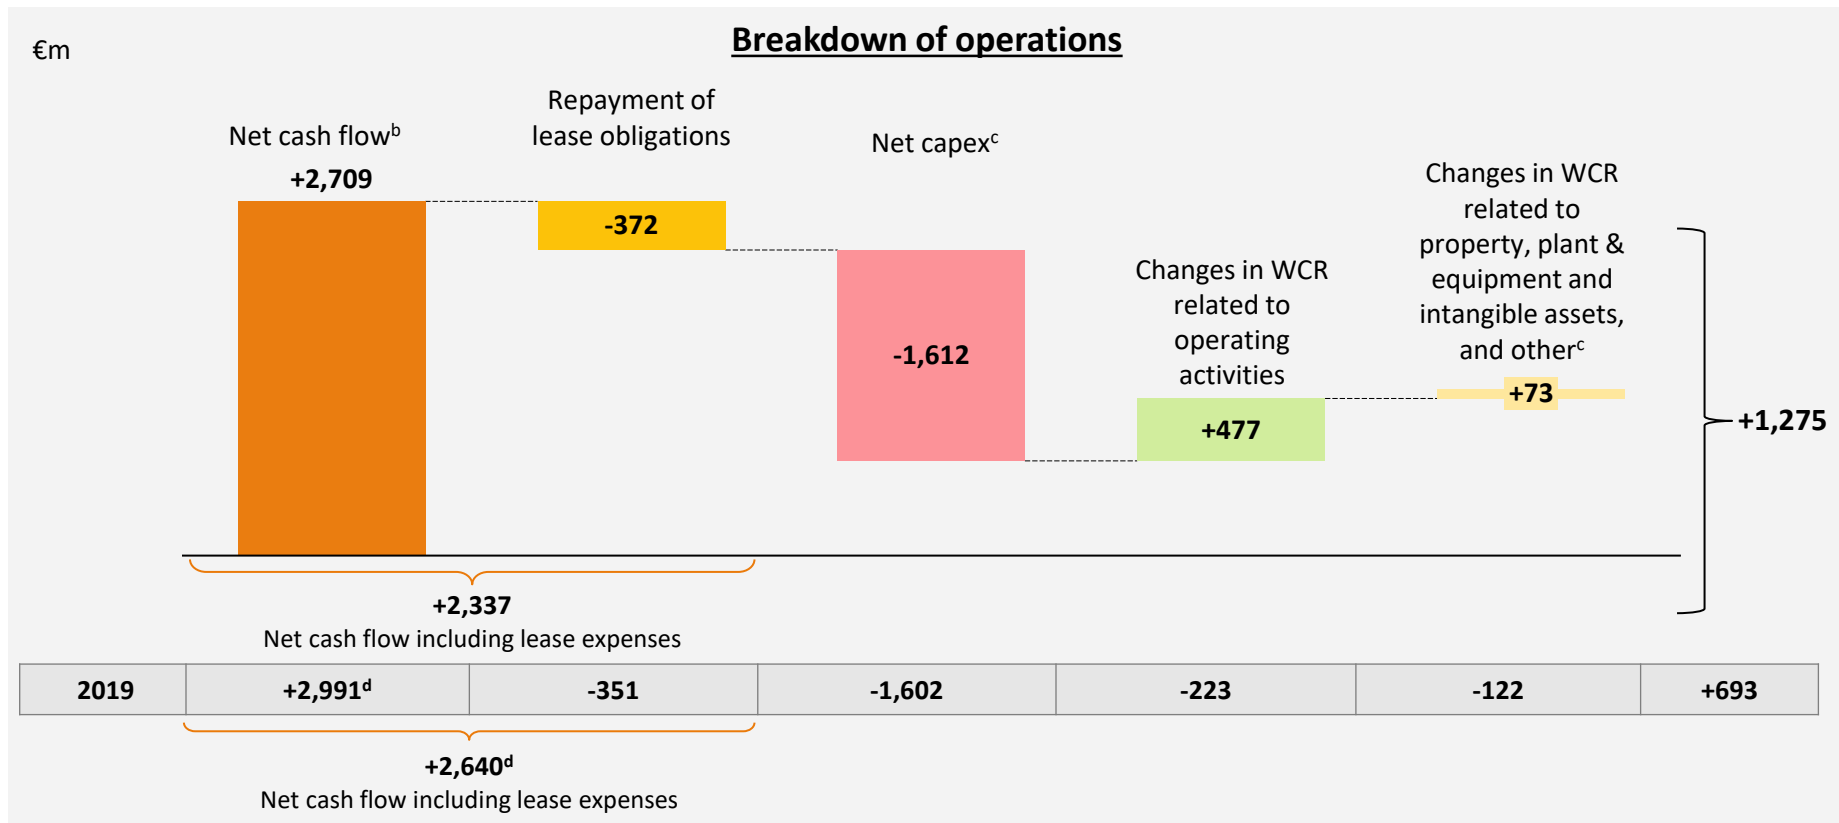 Breakdown of operations
€m
Net cash flowᵇ
+2,709
Repayment of
lease obligations
-372
Net capexᶜ
-1,612
Changes in WCR
related to
operating
activities
+477
Changes in WCR
related to
property, plant &
equipment and
intangible assets,
and otherᶜ
+73
+1,275
+2,337
Net cash flow including lease expenses
2019 +2,991ᵈ -351 -1,602 -223 -122 +693
+2,640ᵈ
Net cash flow including lease expenses